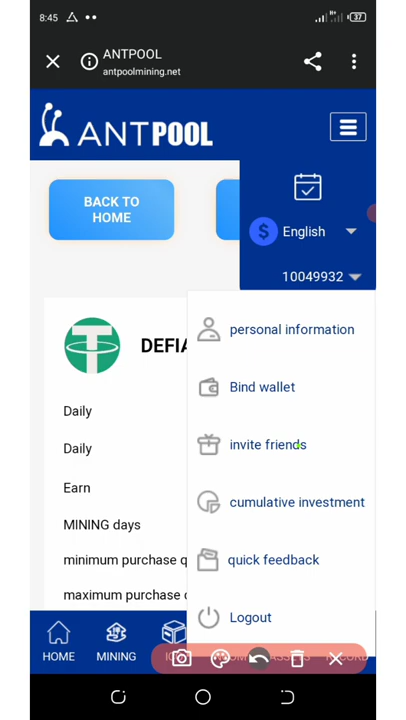 8:45
37
ANTPOOL
antpoolmining.net
ANTPOOL
BACK TO
HOME
English
10049932
DEFIA
personal information
Daily
Bind wallet
Daily
invite friends
Earn
cumulative investment
MINING days
minimum purchase q
quick feedback
maximum purchase
Logout
HOME
MINING